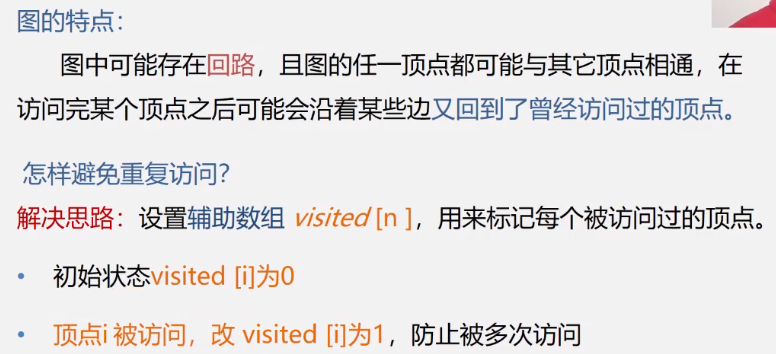 图的特点：
图中可能存在回路，且图的任一顶点都可能与其它顶点相通，在
访问完某个顶点之后可能会沿着某些边又回到了曾经访问过的顶点。
怎样避免重复访问？
解决思路：设置辅助数组 visited [n ]，用来标记每个被访问过的顶点。
• 初始状态visited [i]为0
• 顶点i 被访问，改 visited [i]为1，防止被多次访问